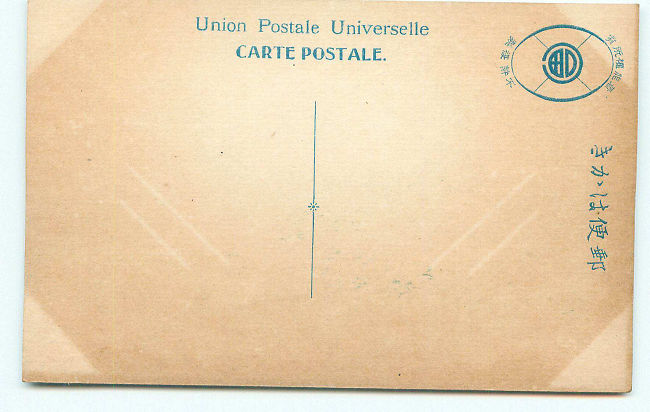 Union Postale Universelle
CARTE POSTALE.
きかは便郵